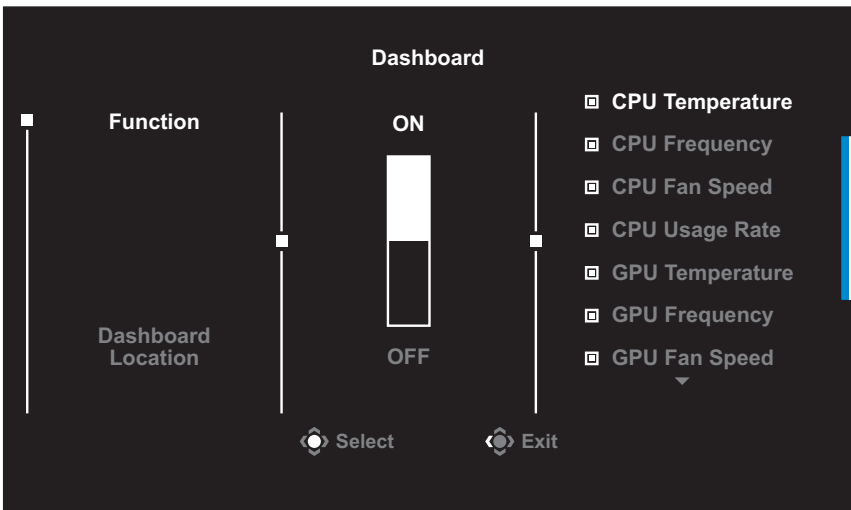 Dashboard
Function
Dashboard
Location
ON
OFF
CPU Temperature
CPU Frequency
CPU Fan Speed
CPU Usage Rate
GPU Temperature
GPU Frequency
GPU Fan Speed
Select
Exit